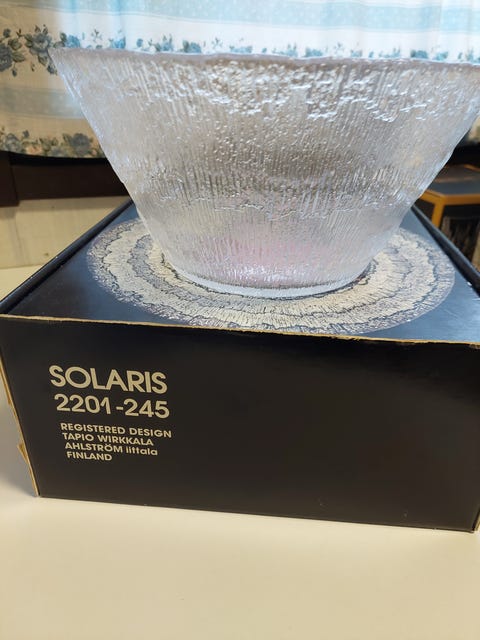 SOLARIS
2201-245
REGISTERED DESIGN
TAPIO WIRKKALA
AHLSTRÖM iittala
FINLAND